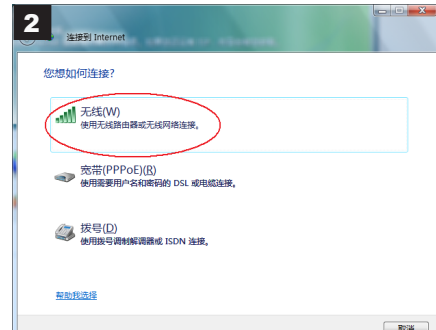 2
连接到 Internet
您想如何连接?
无线(W)
使用无线路由器或无线网络连接。
宽带(PPPoE)(R)
使用需要用户名和密码的 DSL 或电缆连接。
拨号(D)
使用拨号调制解调器或 ISDN 连接。
帮助我选择
取消